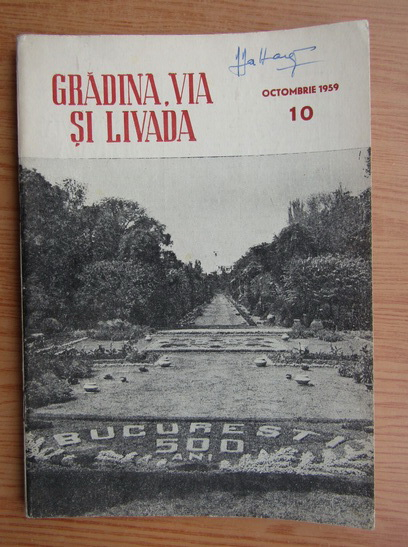 GRĂDINA, VIA
ȘI LIVADA
OCTOMBRIE 1959
10
BUCUREȘTI
500
ANI